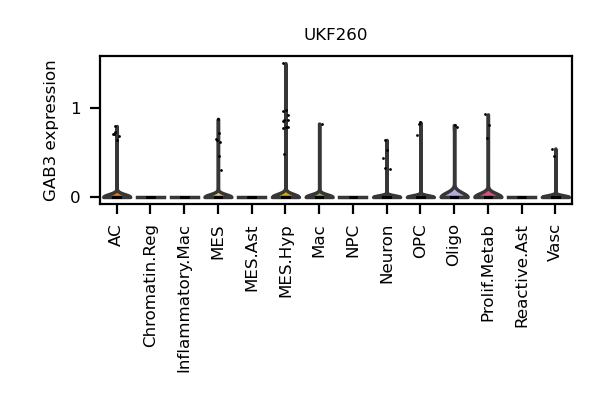 UKF260
GAB3 expression
1
0
AC
Chromatin.Reg
Inflammatory.Mac
MES
MES.Ast
MES.Hyp
Mac
NPC
Neuron
OPC
Oligo
Prolif.Metab
Reactive.Ast
Vasc